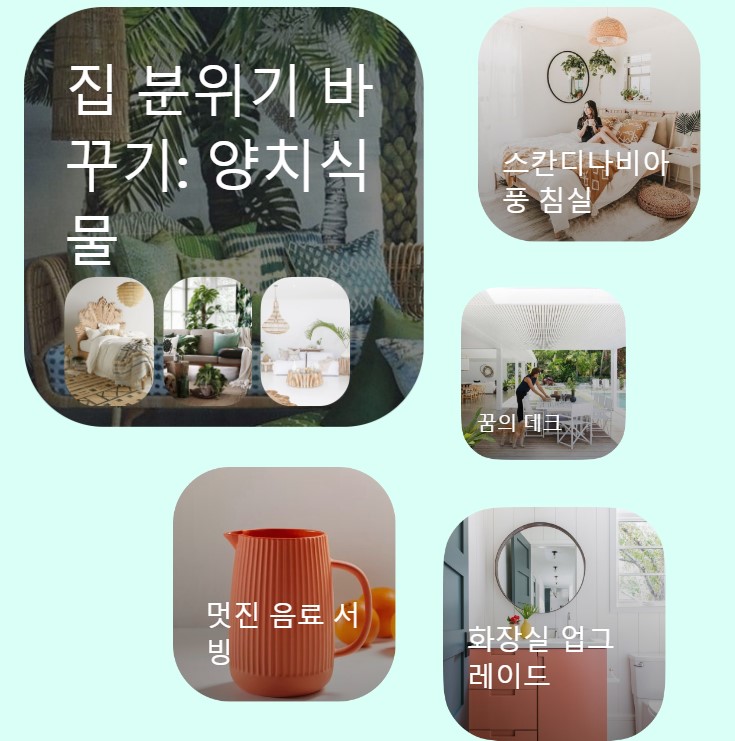 집 분위기 바
꾸기: 양치식
물
스칸디나비아
풍 침실
꿈의 데크
멋진 음료 서
빙
화장실 업그
레이드